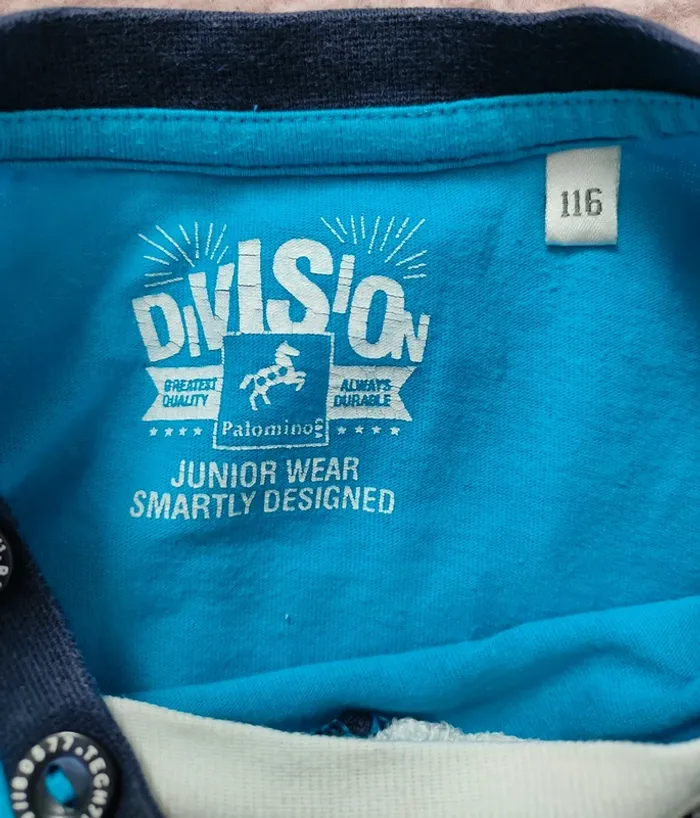 116
DiViSiON
GREATEST
QUALITY
ALWAYS
DURABLE
Palomino
JUNIOR WEAR
SMARTLY DESIGNED